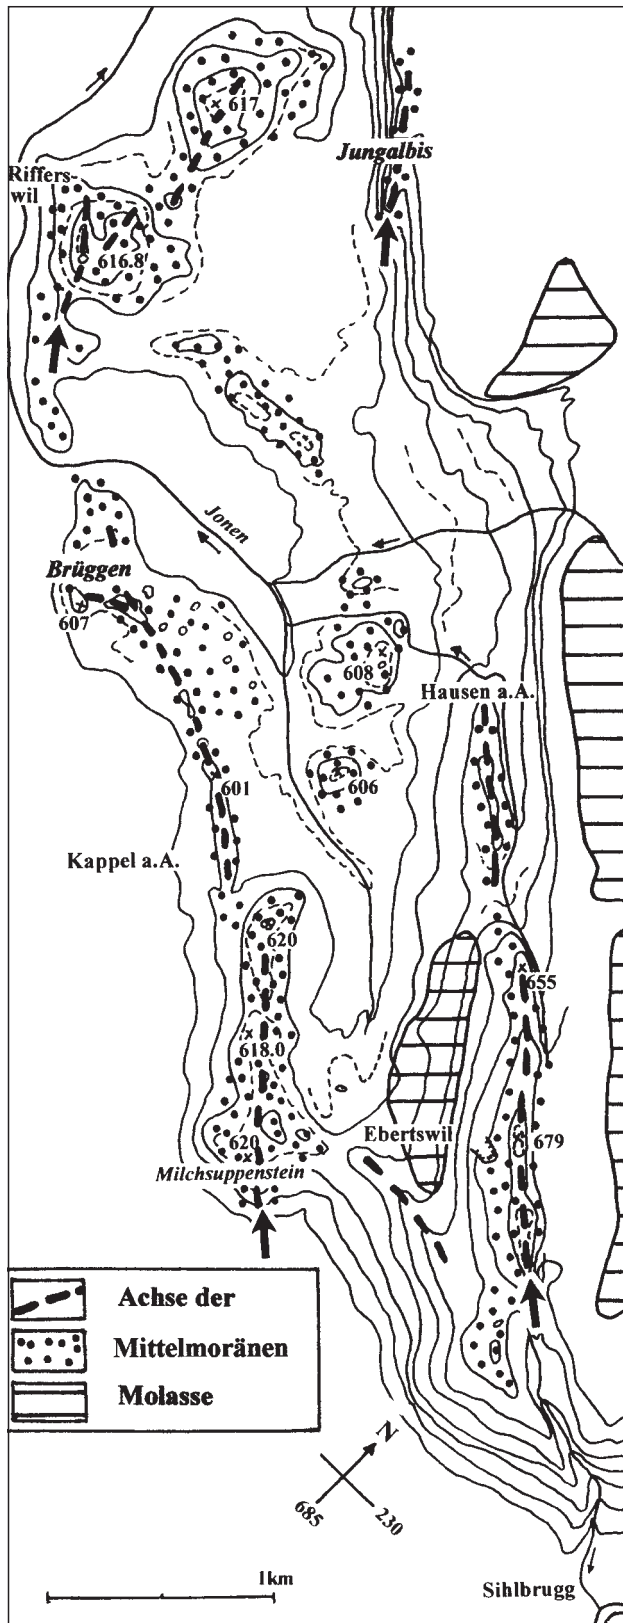 617
Jungalbis
Riffers-
wil
616.8
Jonen
Brüggen
607
608
Hausen a.A.
601
606
Kappel a.A.
620
655
618.0
Ebertswil
620
679
Milchsuppenstein
Achse der
Mittelmoränen
Molasse
N
685
230
1km
Sihlbrugg